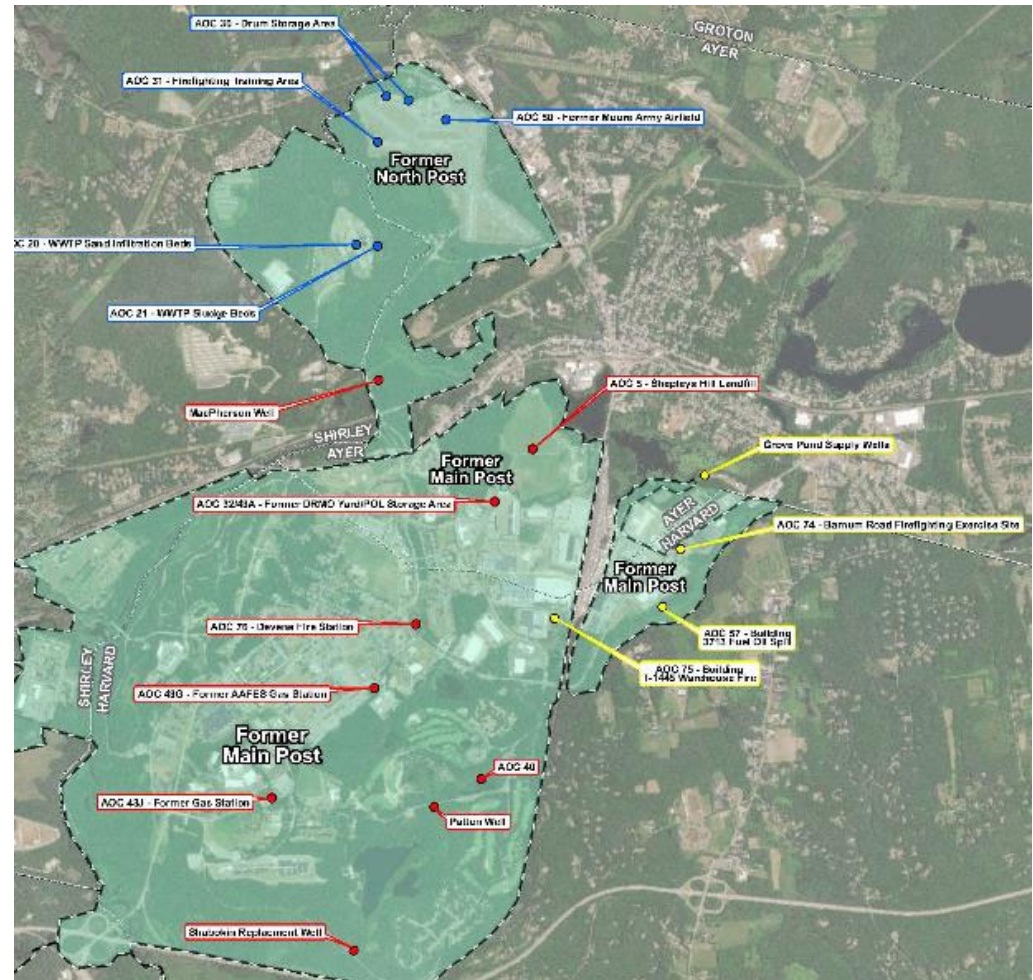 AOC 30 - Drum Storage Area
GROTON
AYER
AOC 31 - Firefighting Training Area
AOC 50 - Former Moore Army Airfield
Former
North Post
OC 20 - WWTP Sand Infiltration Beds
AOC 21 - WWTP Sludge Beds
AOC 5 - Shepleys Hill Landfill
MacPherson Well
SHIRLEY
AYER
Former
Main Post
Grove Pond Supply Wells
AOC 32/43A - Former DRMO Yard/POL Storage Area
AYER
HARVARD
AOC 74 - Barnum Road Firefighting Exercise Site
Former
Main Post
AOC 76 - Devens Fire Station
AOC 57 - Building
3713 Fuel Oil Spill
SHIRLEY
HARVARD
AOC 75 - Building
T-1445 Warehouse Fire
AOC 43G - Former AAFES Gas Station
Former
Main Post
AOC 40
AOC 43J - Former Gas Station
Patton Well
Shabokin Replacement Well